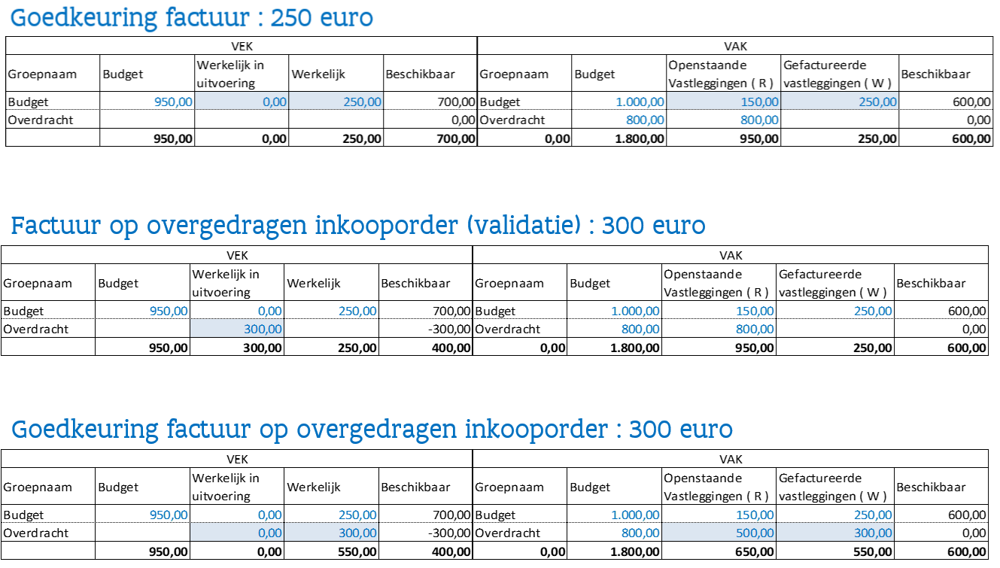 Goedkeuring factuur : 250 euro
VEK VAK
Groepnaam Budget Werkelijk in uitvoering Werkelijk Beschikbaar Groepnaam Budget Openstaande Vastleggingen ( R ) Gefactureerde vastleggingen ( W ) Beschikbaar
Budget 950,00 0,00 250,00 700,00 Budget 1.000,00 150,00 250,00 600,00
Overdracht 0,00 Overdracht 800,00 800,00 0,00
950,00 0,00 250,00 700,00 0,00 1.800,00 950,00 250,00 600,00
Factuur op overgedragen inkooporder (validatie) : 300 euro
VEK VAK
Groepnaam Budget Werkelijk in uitvoering Werkelijk Beschikbaar Groepnaam Budget Openstaande Vastleggingen ( R ) Gefactureerde vastleggingen ( W ) Beschikbaar
Budget 950,00 0,00 250,00 700,00 Budget 1.000,00 150,00 250,00 600,00
Overdracht 300,00 -300,00 Overdracht 800,00 800,00 0,00
950,00 300,00 250,00 400,00 0,00 1.800,00 950,00 250,00 600,00
Goedkeuring factuur op overgedragen inkooporder : 300 euro
VEK VAK
Groepnaam Budget Werkelijk in uitvoering Werkelijk Beschikbaar Groepnaam Budget Openstaande Vastleggingen ( R ) Gefactureerde vastleggingen ( W ) Beschikbaar
Budget 950,00 0,00 250,00 700,00 Budget 1.000,00 150,00 250,00 600,00
Overdracht 0,00 300,00 -300,00 Overdracht 800,00 500,00 300,00 0,00
950,00 0,00 550,00 400,00 0,00 1.800,00 650,00 550,00 600,00